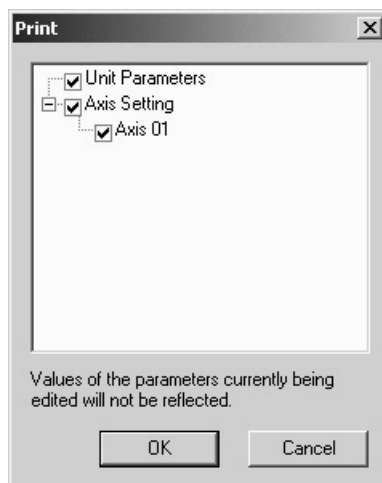 Print
Unit Parameters
Axis Setting
Axis 01
Values of the parameters currently being
edited will not be reflected.
OK
Cancel